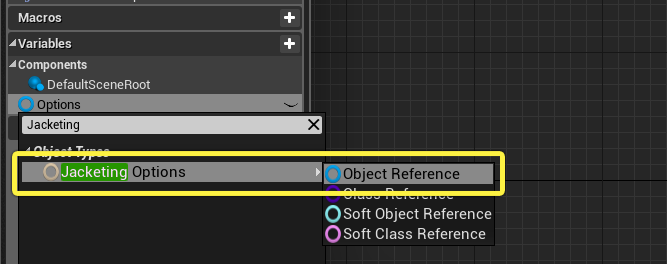 Macros
Variables
Components
DefaultSceneRoot
Options
Jacketing
Object Types
Jacketing Options
Object Reference
Class Reference
Soft Object Reference
Soft Class Reference